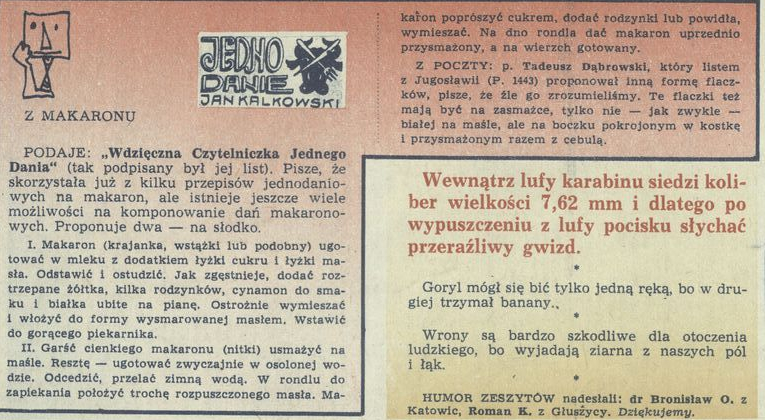 JEDNO
DANIE
JAN KALKOWSKI
Z MAKARONU
PODAJE: „Wdzięczna Czytelniczka Jednego
Dania" (tak podpisany był jej list). Pisze, że
skorzystała już z kilku przepisów jednodanio-
wych na makaron, ale istnieje jeszcze wiele
możliwości na komponowanie dań makarono-
wych. Proponuje dwa — na słodko.
I. Makaron (krajanka, wstążki lub podobny) ugo-
tować w mleku z dodatkiem łyżki cukru i łyżki ma-
sła. Odstawić i ostudzić. Jak zgęstnieje, dodać roz-
trzepane żółtka, kilka rodzynków, cynamon do sma-
ku i białka ubite na pianę. Ostrożnie wymieszać
i włożyć do formy wysmarowanej masłem. Wstawić
do gorącego piekarnika.
II. Garść cienkiego makaronu (nitki) usmażyć na
maśle. Resztę — ugotować zwyczajnie w osolonej wo-
dzie. Odcedzić, przelać zimną wodą. W rondlu do
zapiekania położyć trochę rozpuszczonego masła. Ma-
karon poprószyć cukrem, dodać rodzynki lub powidła,
wymieszać. Na dno rondla dać makaron uprzednio
przysmażony, a na wierzch gotowany.
Z POCZTY: p. Tadeusz Dąbrowski, który listem
z Jugosławii (P. 1443) proponował inną formę flacz-
ków, pisze, że źle go zrozumieliśmy. Te flaczki też
mają być na zasmażce, tylko nie — jak zwykle —
białej na maśle, ale na boczku pokrojonym w kostkę
i przysmażonym razem z cebulą.
Wewnątrz lufy karabinu siedzi koli-
ber wielkości 7,62 mm i dlatego po
wypuszczeniu z lufy pocisku słychać
przeraźliwy gwizd.
*
Goryl mógł się bić tylko jedną ręką, bo w dru-
giej trzymał banany..
*
Wrony są bardzo szkodliwe dla otoczenia
ludzkiego, bo wyjadają ziarna z naszych pól
i łąk.
*
HUMOR ZESZYTÓW nadesłali: dr Bronisław O. z
Katowic, Roman K. z Głuszycy. Dziękujemy.